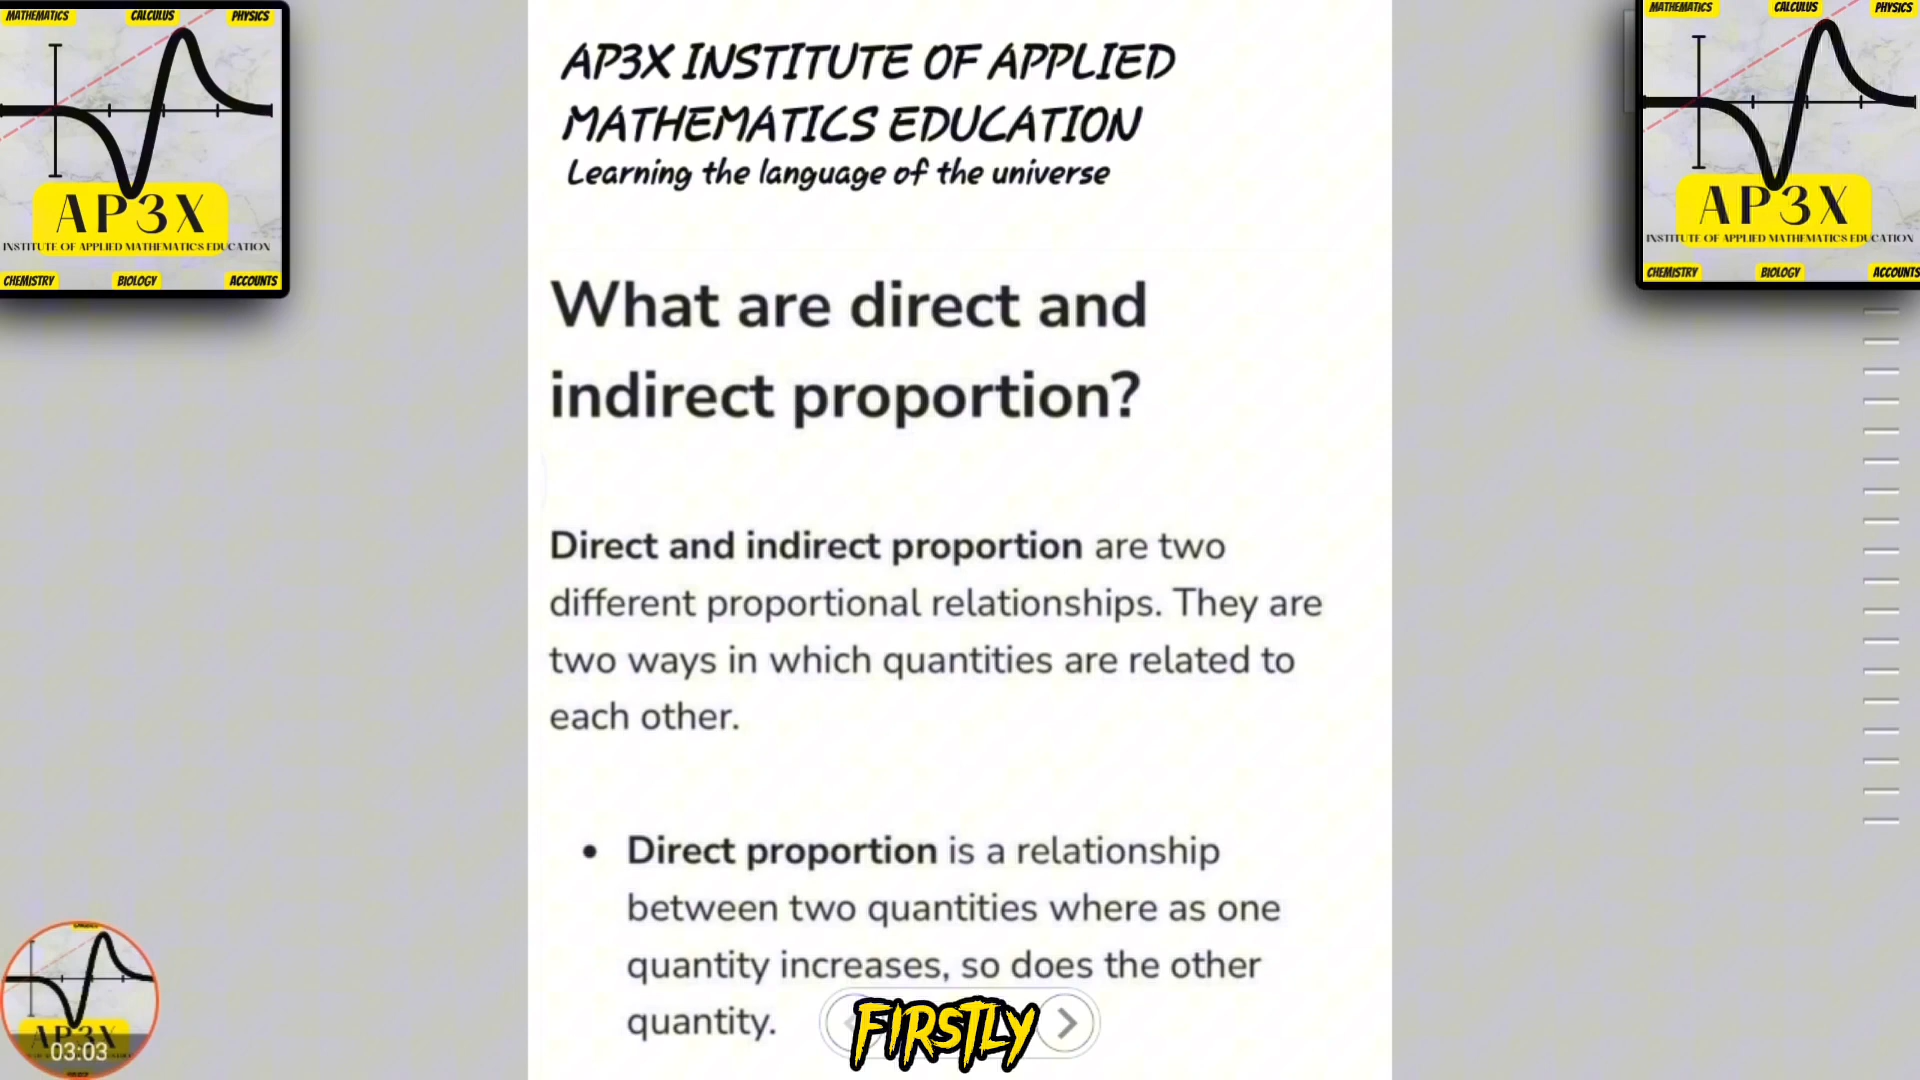 MATHEMATICS CALCULUS PHYSICS
AP3X
INSTITUTE OF APPLIED MATHEMATICS EDUCATION
CHEMISTRY BIOLOGY ACCOUNTS
AP3X INSTITUTE OF APPLIED
MATHEMATICS EDUCATION
Learning the language of the universe
MATHEMATICS CALCULUS PHYSICS
AP3X
INSTITUTE OF APPLIED MATHEMATICS EDUCATION
CHEMISTRY BIOLOGY ACCOUNTS
What are direct and
indirect proportion?
Direct and indirect proportion are two
different proportional relationships. They are
two ways in which quantities are related to
each other.
• Direct proportion is a relationship
between two quantities where as one
quantity increases, so does the other
quantity.
FIRSTLY
AP3X
03:03